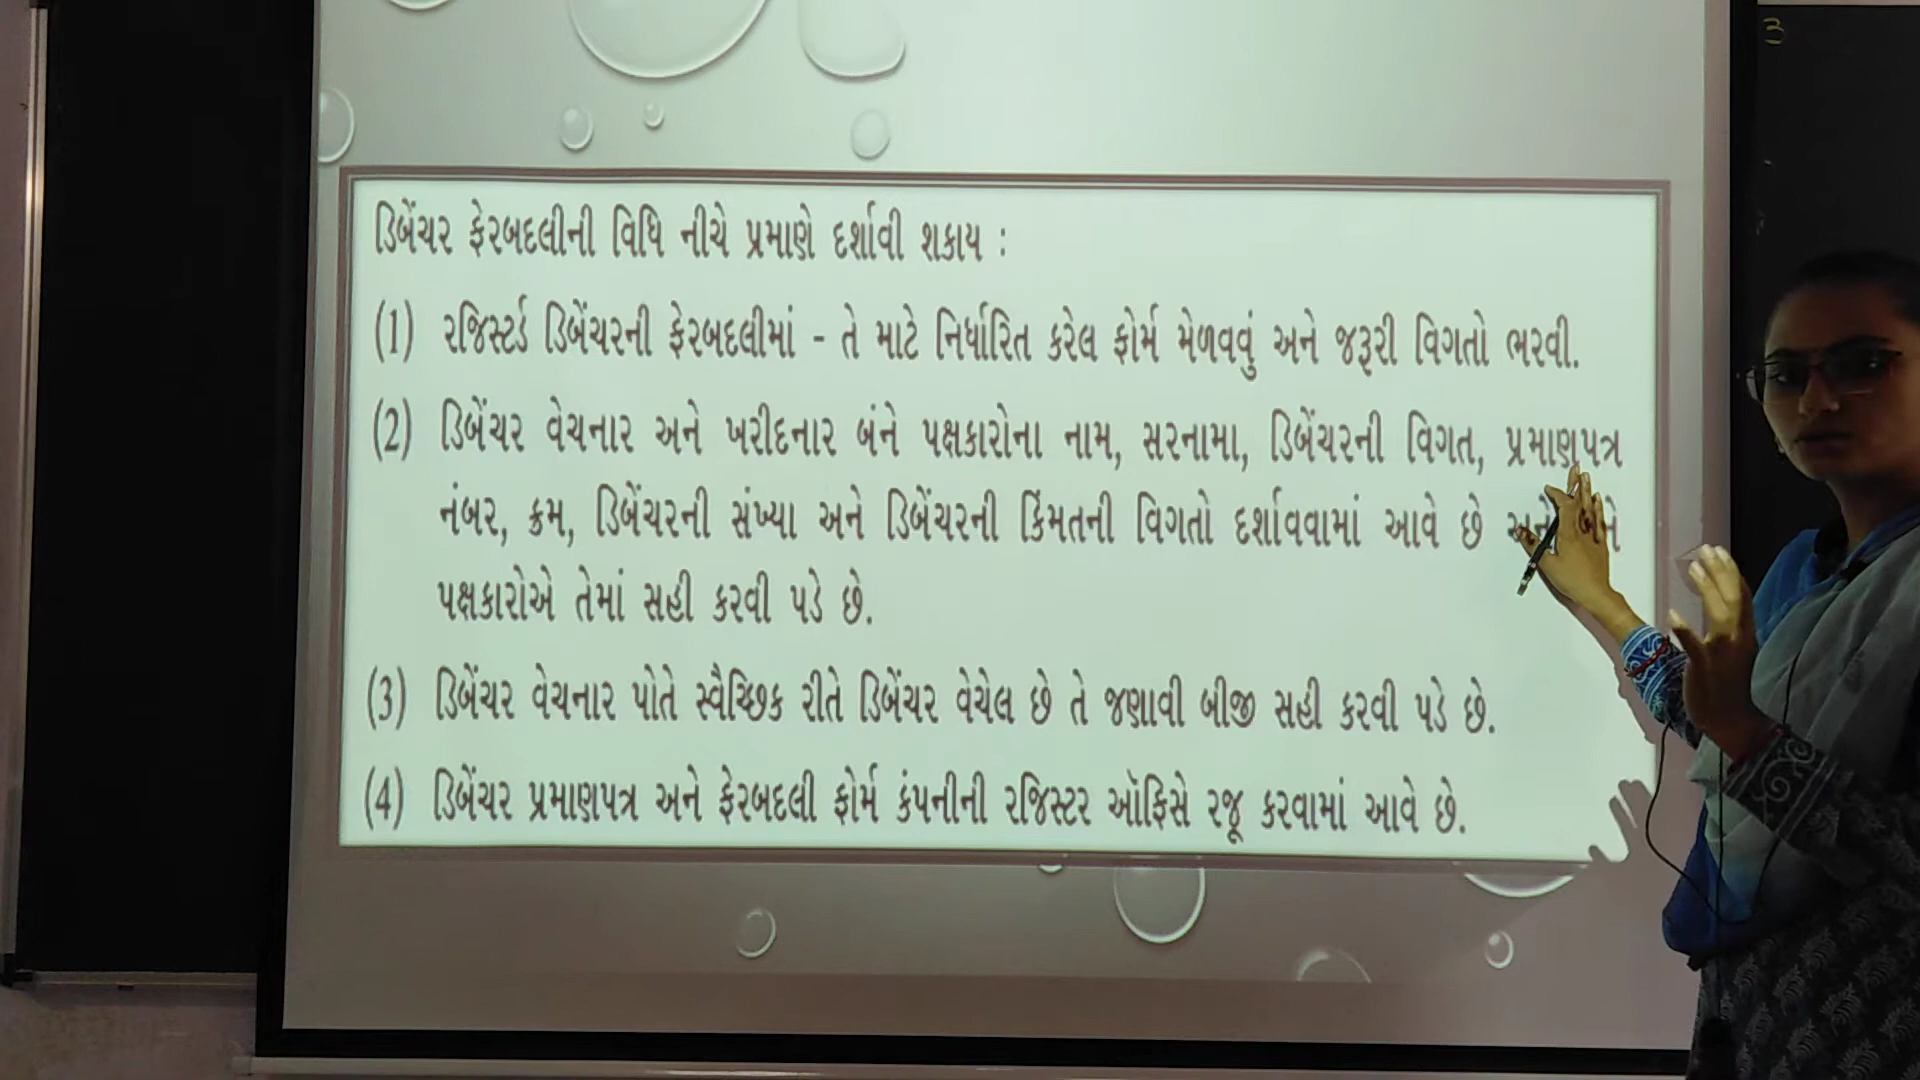 ડિબેંચર ફેરબદલીની વિધિ નીચે પ્રમાણે દર્શાવી શકાય :
(1) રજિસ્ટર્ડ ડિબેંચરની ફેરબદલીમાં - તે માટે નિર્ધારિત કરેલ ફોર્મ મેળવવું અને જરૂરી વિગતો ભરવી.
(2) ડિબેંચર વેચનાર અને ખરીદનાર બંને પક્ષકારોના નામ, સરનામા, ડિબેંચરની વિગત, પ્રમાણપત્ર
નંબર, ક્રમ, ડિબેંચરની સંખ્યા અને ડિબેંચરની કિંમતની વિગતો દર્શાવવામાં આવે છે અને બંને
પક્ષકારોએ તેમાં સહી કરવી પડે છે.
(3) ડિબેંચર વેચનાર પોતે સ્વૈચ્છિક રીતે ડિબેંચર વેચેલ છે તે જણાવી બીજી સહી કરવી પડે છે.
(4) ડિબેંચર પ્રમાણપત્ર અને ફેરબદલી ફોર્મ કંપનીની રજિસ્ટર ઑફિસે રજૂ કરવામાં આવે છે.